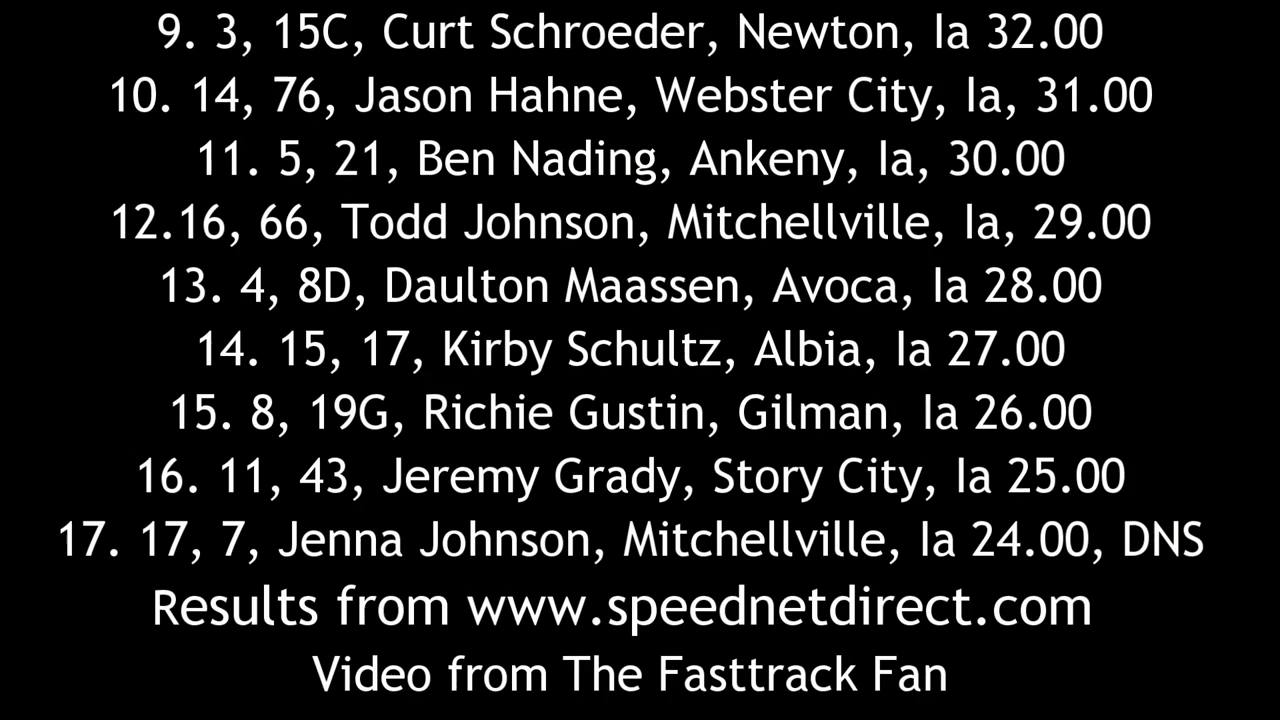 9. 3, 15C, Curt Schroeder, Newton, Ia 32.00
10. 14, 76, Jason Hahne, Webster City, Ia, 31.00
11. 5, 21, Ben Nading, Ankeny, Ia, 30.00
12.16, 66, Todd Johnson, Mitchellville, Ia, 29.00
13. 4, 8D, Daulton Maassen, Avoca, Ia 28.00
14. 15, 17, Kirby Schultz, Albia, Ia 27.00
15. 8, 19G, Richie Gustin, Gilman, Ia 26.00
16. 11, 43, Jeremy Grady, Story City, Ia 25.00
17. 17, 7, Jenna Johnson, Mitchellville, Ia 24.00, DNS
Results from www.speednetdirect.com
Video from The Fasttrack Fan